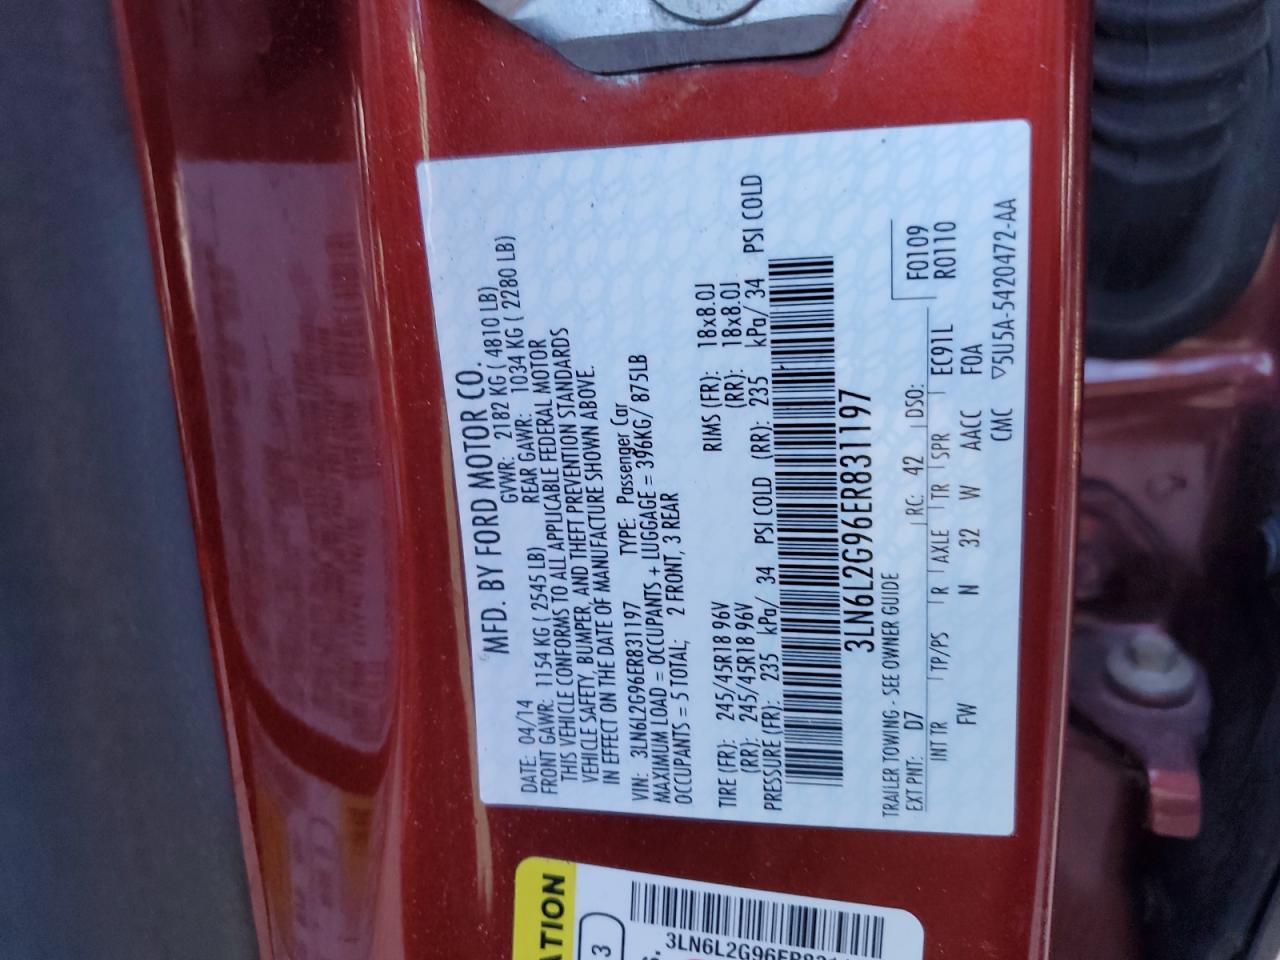 MFD. BY FORD MOTOR CO.
DATE: 04/14 GVWR: 2182 KG ( 4810 LB)
FRONT GAWR: 1154 KG ( 2545 LB) REAR GAWR: 1034 KG ( 2280 LB)
THIS VEHICLE CONFORMS TO ALL APPLICABLE FEDERAL MOTOR
VEHICLE SAFETY, BUMPER, AND THEFT PREVENTION STANDARDS
IN EFFECT ON THE DATE OF MANUFACTURE SHOWN ABOVE.
VIN: 3LN6L2G96ER831197 TYPE: Passenger Car
MAXIMUM LOAD = OCCUPANTS + LUGGAGE = 396KG/ 875LB
OCCUPANTS = 5 TOTAL; 2 FRONT, 3 REAR
TIRE (FR): 245/45R18 96V RIMS (FR): 18x8.0J
(RR): 245/45R18 96V (RR): 18x8.0J
PRESSURE (FR): 235 kPa/ 34 PSI COLD (RR): 235 kPa/ 34 PSI COLD
3LN6L2G96ER831197
TRAILER TOWING - SEE OWNER GUIDE F0109
EXT PNT: D7 RC: 42 DSO: R0110
INT TR TP/PS R AXLE TR SPR EC91L
FW N 32 W AACC FOA
CMC ▽5U5A-5420472-AA
ATION
3
3LN6L2G96ER831